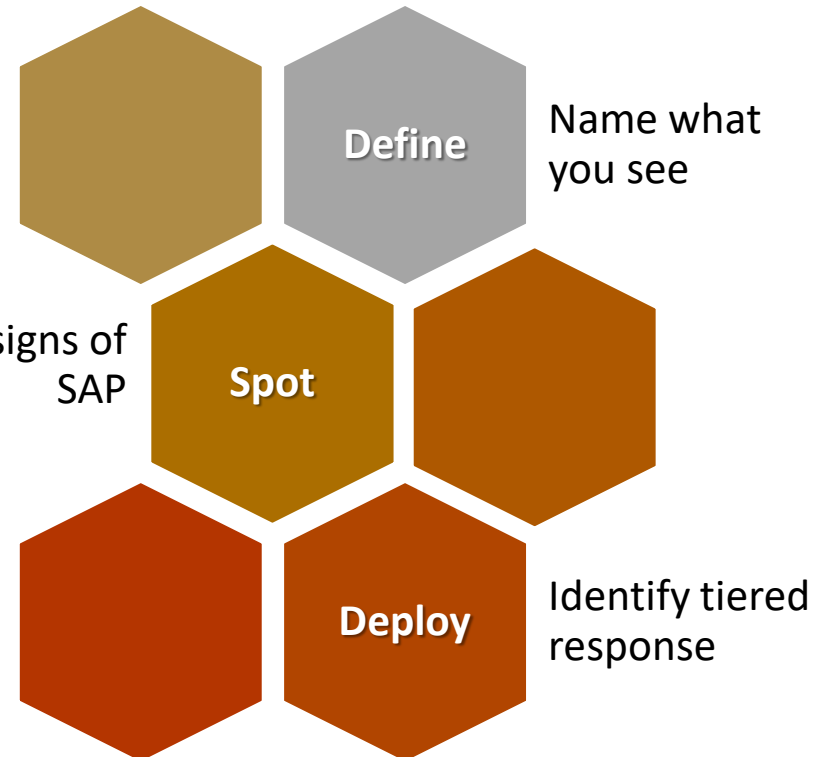 Define
Name what
you see
signs of
SAP
Spot
Deploy
Identify tiered
response